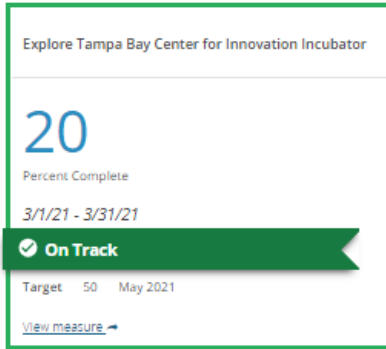 Explore Tampa Bay Center for Innovation Incubator
20
Percent Complete
3/1/21 - 3/31/21
On Track
Target 50 May 2021
View measure